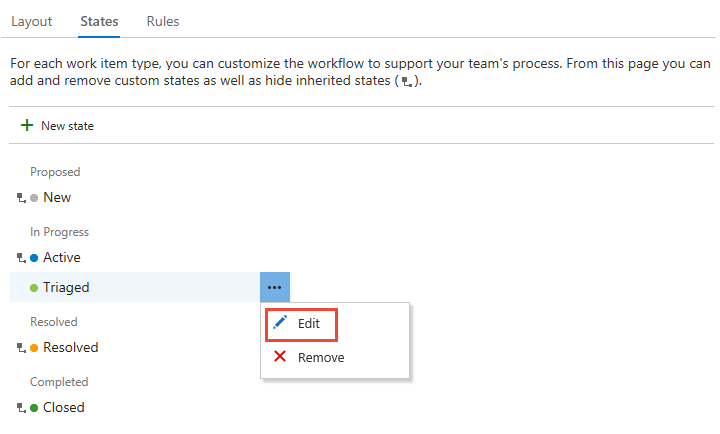 Layout States Rules
For each work item type, you can customize the workflow to support your team's process. From this page you can
add and remove custom states as well as hide inherited states ( ).
New state
Proposed
New
In Progress
Active
Triaged ...
Resolved
Edit
Resolved
Remove
Completed
Closed